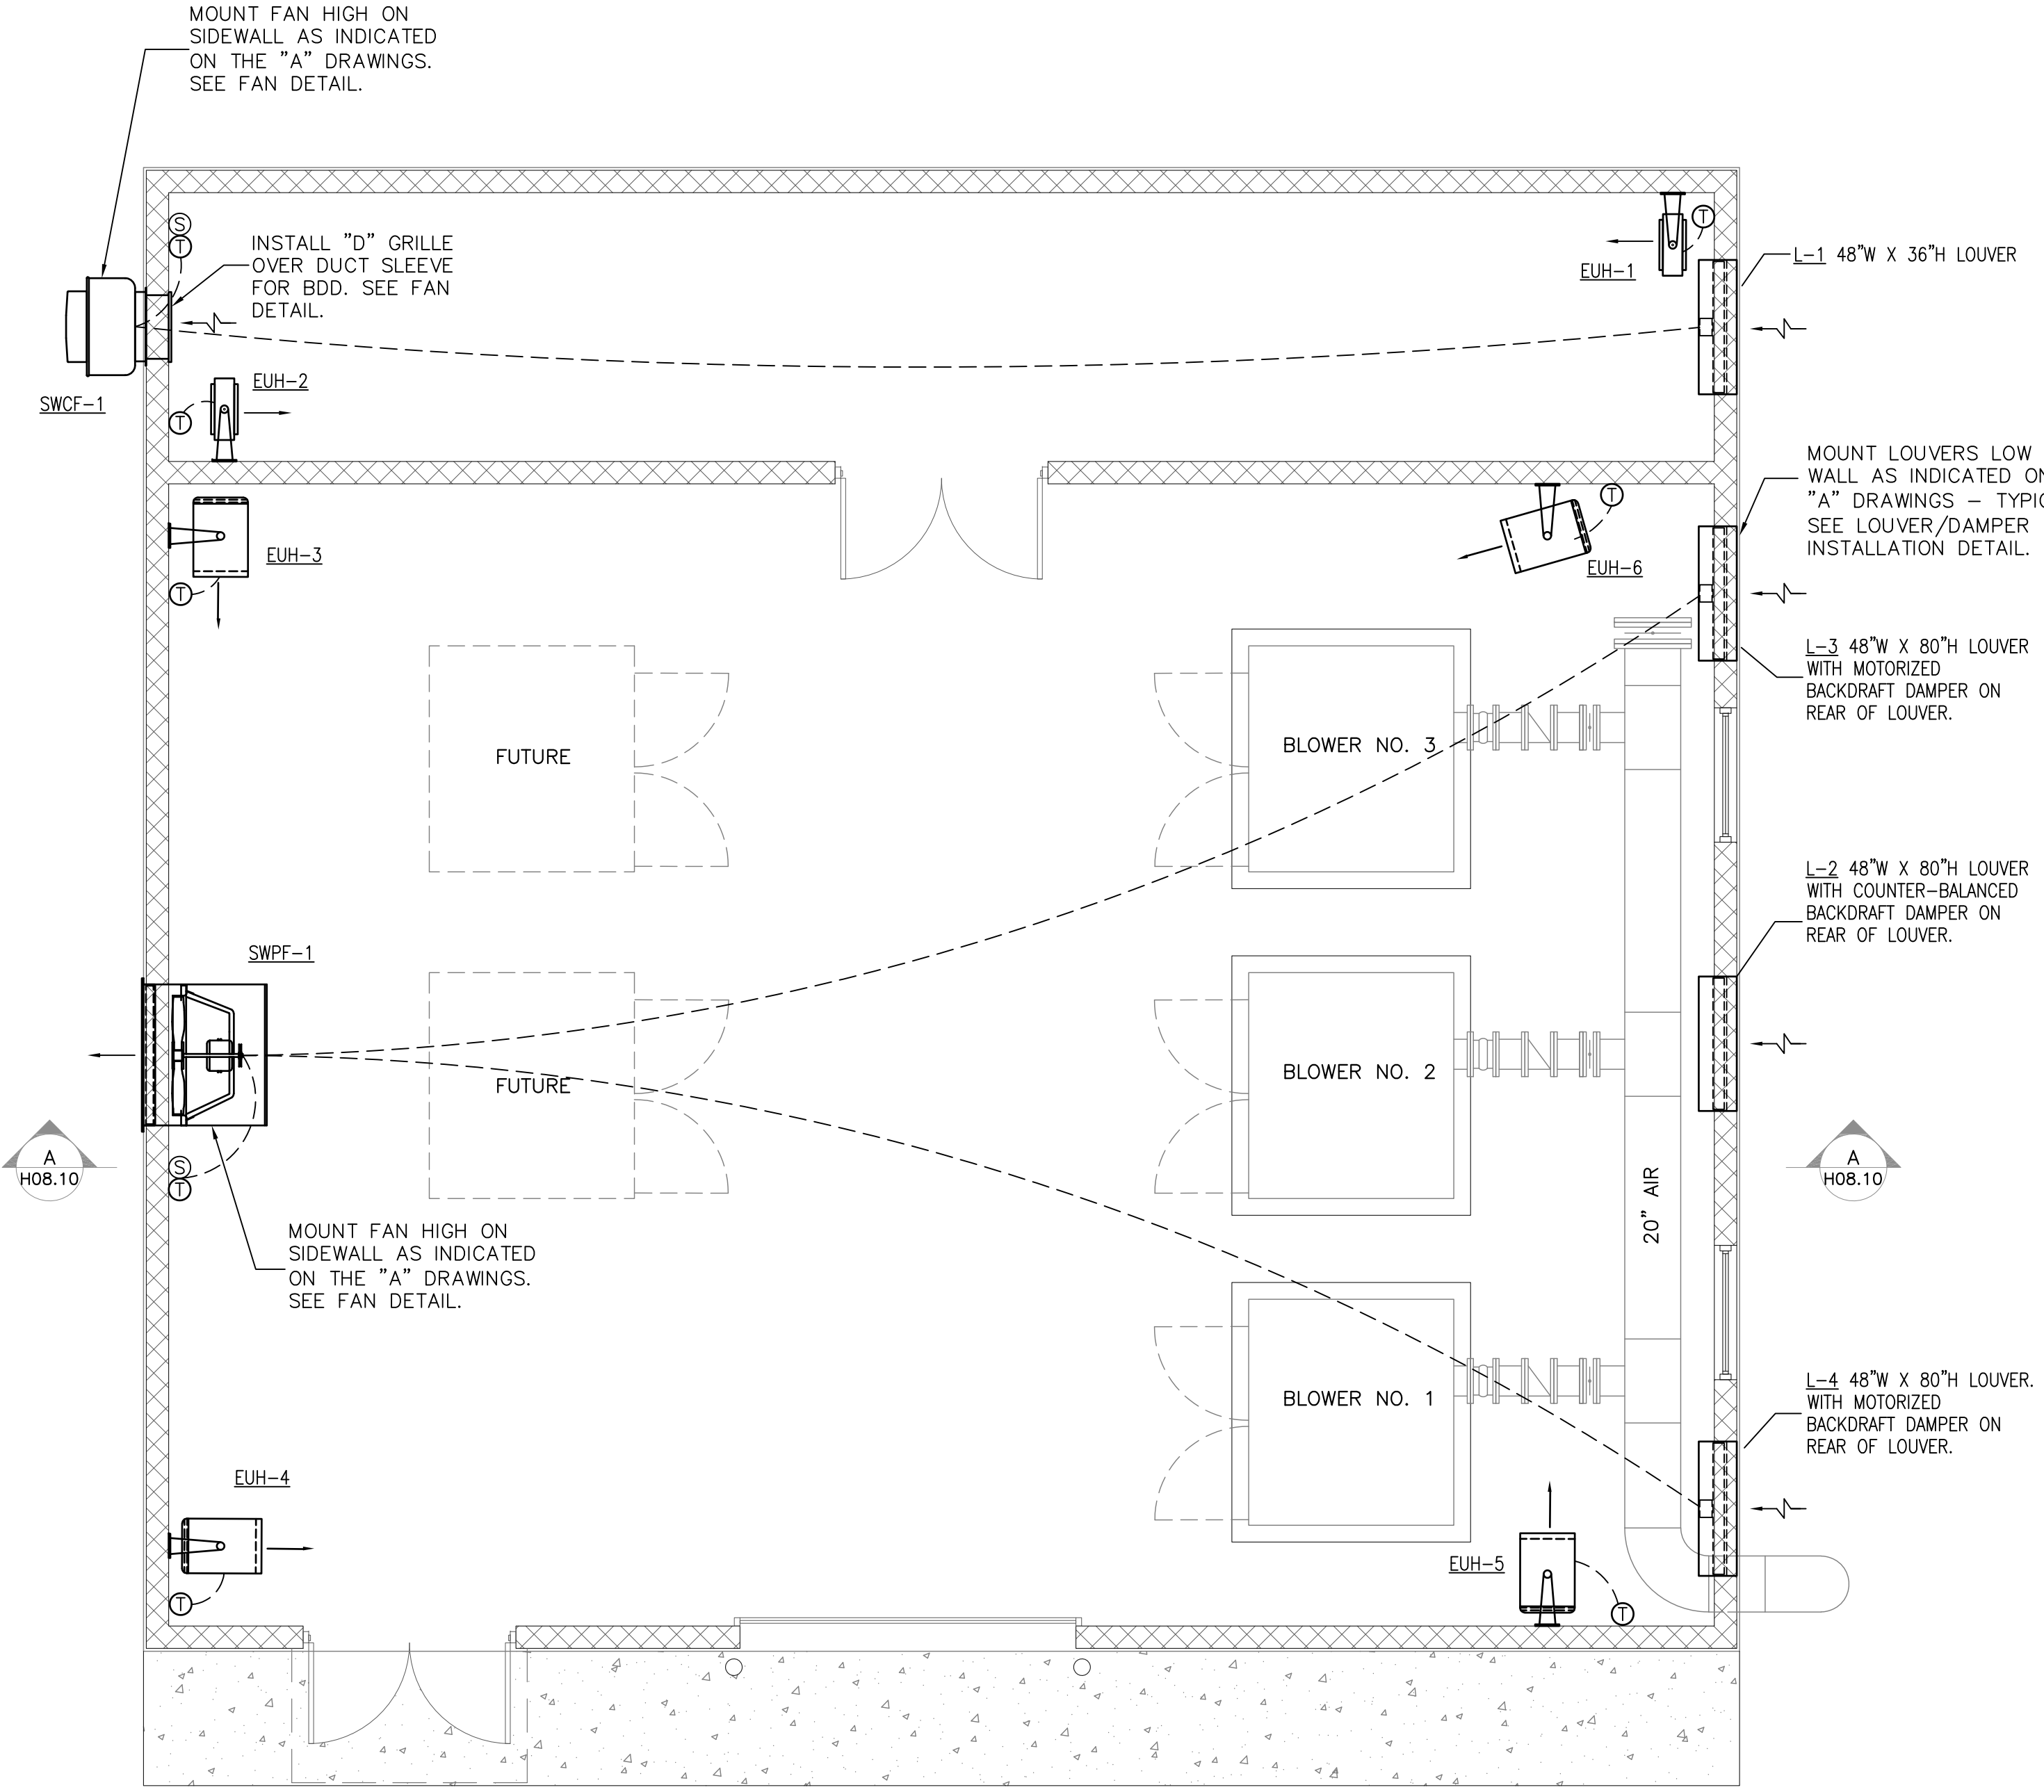 MOUNT FAN HIGH ON
SIDEWALL AS INDICATED
ON THE "A" DRAWINGS.
SEE FAN DETAIL.
S
T
INSTALL "D" GRILLE
OVER DUCT SLEEVE
FOR BDD. SEE FAN
DETAIL.
SWCF-1
EUH-2
T
T
EUH-1
L-1 48"W X 36"H LOUVER
MOUNT LOUVERS LOW
WALL AS INDICATED
"A" DRAWINGS -
SEE LOUVER/DAMPER
INSTALLATION DETAIL.
EUH-3
T
T
EUH-6
L-3 48"W X 80"H LOUVER
WITH MOTORIZED
BACKDRAFT DAMPER ON
REAR OF LOUVER.
FUTURE
BLOWER NO. 3
L-2 48"W X 80"H LOUVER
WITH COUNTER-BALANCED
BACKDRAFT DAMPER ON
REAR OF LOUVER.
SWPF-1
FUTURE
BLOWER NO. 2
A
H08.10
S
T
20" AIR
A
H08.10
MOUNT FAN HIGH ON
SIDEWALL AS INDICATED
ON THE "A" DRAWINGS.
SEE FAN DETAIL.
BLOWER NO. 1
L-4 48"W X 80"H LOUVER.
WITH MOTORIZED
BACKDRAFT DAMPER ON
REAR OF LOUVER.
EUH-4
T
EUH-5
T